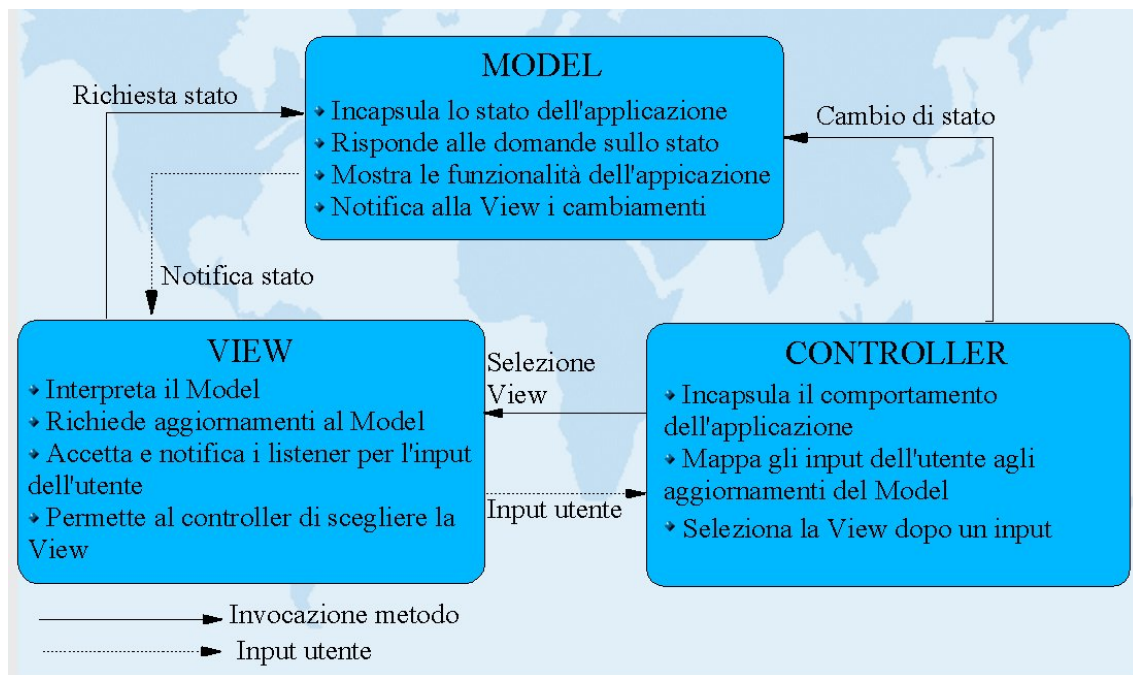 MODEL
Incapsula lo stato dell'applicazione
Risponde alle domande sullo stato
Mostra le funzionalità dell'appicazione
Notifica alla View i cambiamenti
Richiesta stato
Cambio di stato
Notifica stato
VIEW
Interpreta il Model
Richiede aggiornamenti al Model
Accetta e notifica i listener per l'input
dell'utente
Permette al controller di scegliere la
View
Selezione
View
Input utente
CONTROLLER
Incapsula il comportamento
dell'applicazione
Mappa gli input dell'utente agli
aggiornamenti del Model
Seleziona la View dopo un input
Invocazione metodo
Input utente